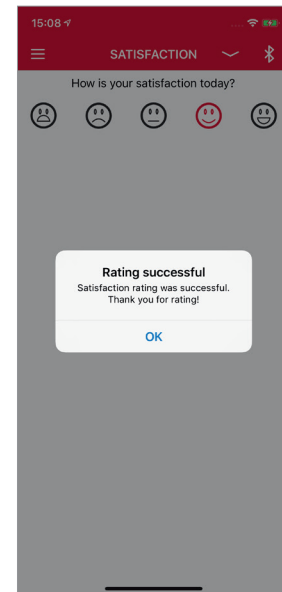 15:08
SATISFACTION
How is your satisfaction today?
Rating successful
Satisfaction rating was successful.
Thank you for rating!
OK